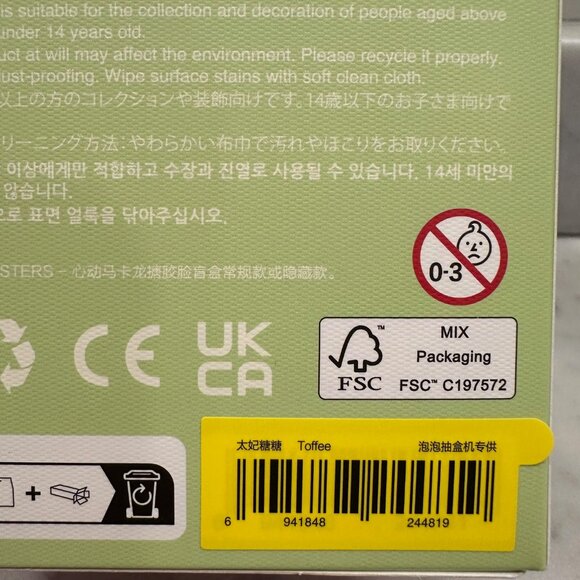 is suitable for the collection and decoration of people aged above
under 14 years old.
uct at will may affect the environment. Please recycle it properly.
ust-proofing. Wipe surface stains with soft clean cloth.
以上の方のコレクションや装飾向けです。14歳以下のお子さま向けで
リーニング方法: やわらかい布巾で汚れやほこりをお取りください。
이상에게만 적합하고 수장과 진열로 사용될 수 있습니다. 14세 미만의
않습니다.
으로 표면 얼룩을 닦아주십시오.
STERS - 心动马卡龙搪胶脸盲盒常规款或隐藏款。
0-3
CE
UK
CA
FSC™
MIX
Packaging
FSC™ C197572
+
太妃糖糖 Toffee 泡泡抽盒机专供
6 941848 244819